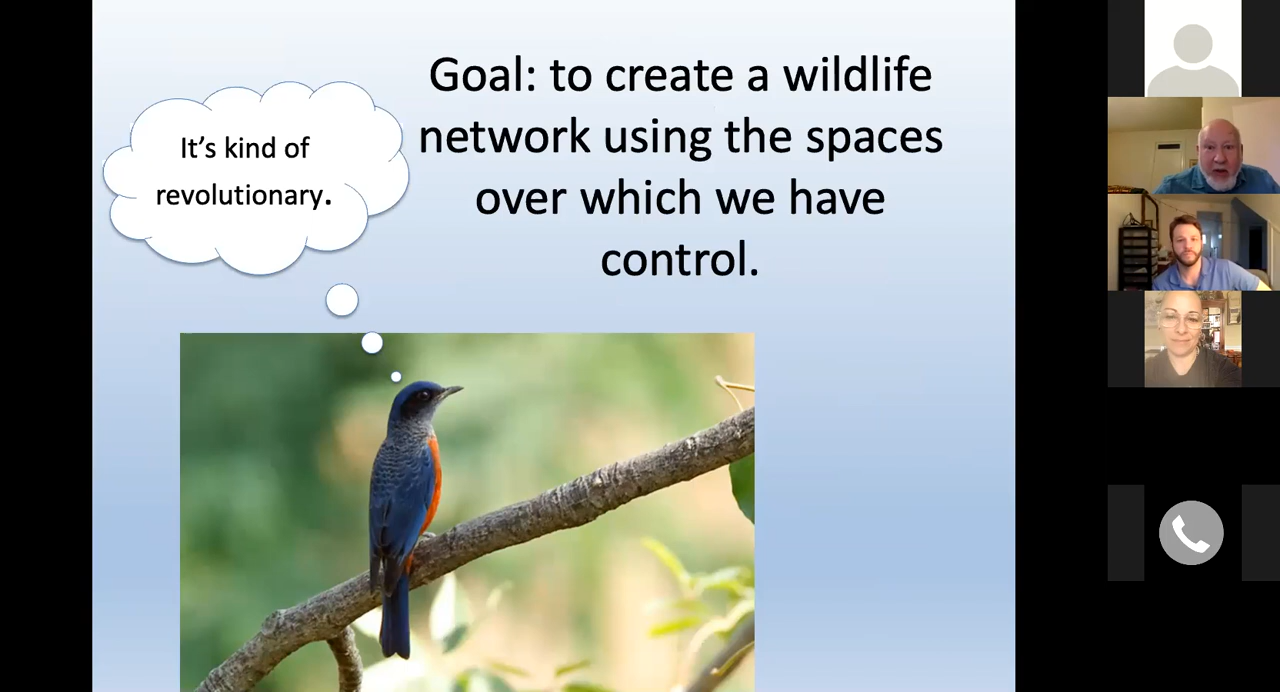 Goal: to create a wildlife
network using the spaces
over which we have
control.
It’s kind of
revolutionary.